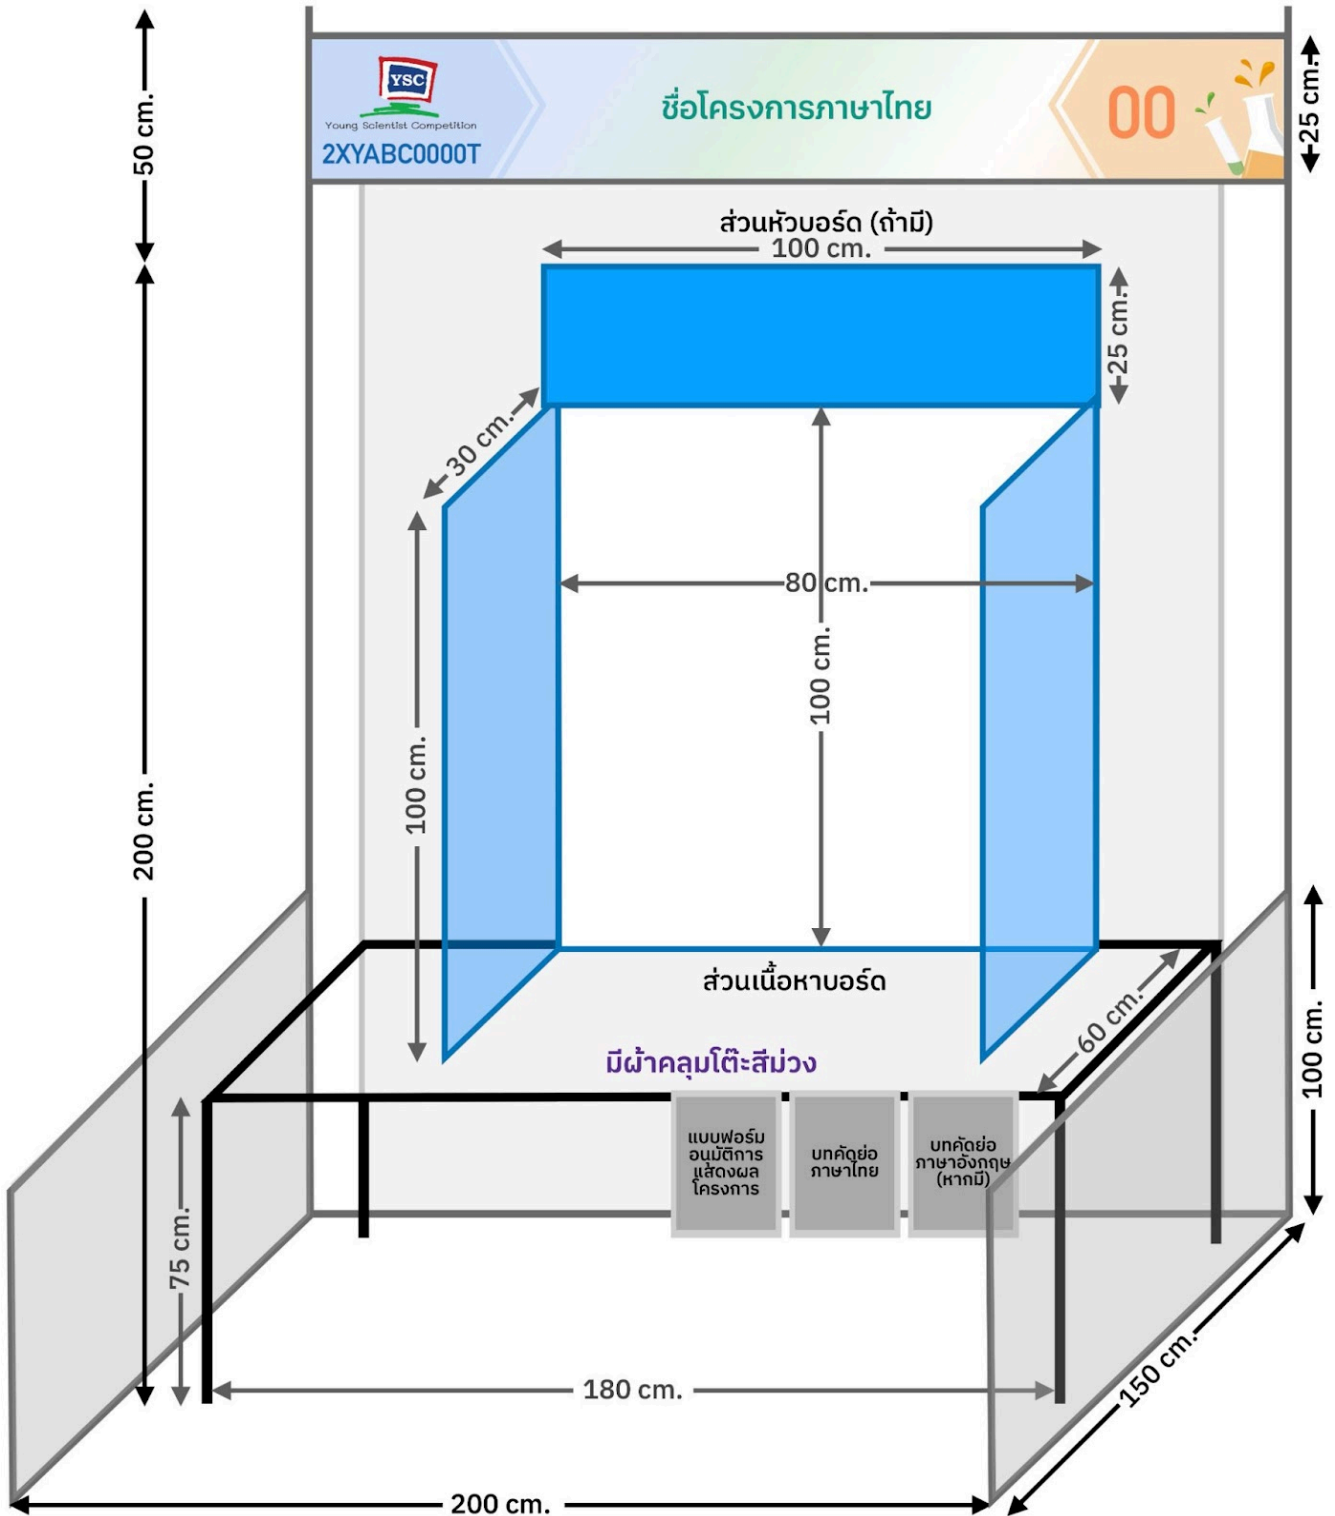 50 cm.
YSC
Young Scientist Competition
2XYABC0000T
ชื่อโครงการภาษาไทย
00
25 cm.
ส่วนหัวบอร์ด (ถ้ามี)
100 cm.
25 cm.
30 cm.
80 cm.
100 cm.
100 cm.
200 cm.
ส่วนเนื้อหาบอร์ด
60 cm.
100 cm.
มีผ้าคลุมโต๊ะสีม่วง
แบบฟอร์ม
อนุมัติการ
แสดงผล
โครงการ
บทคัดย่อ
ภาษาไทย
บทคัดย่อ
ภาษาอังกฤษ
(หากมี)
75 cm.
180 cm.
150 cm.
200 cm.